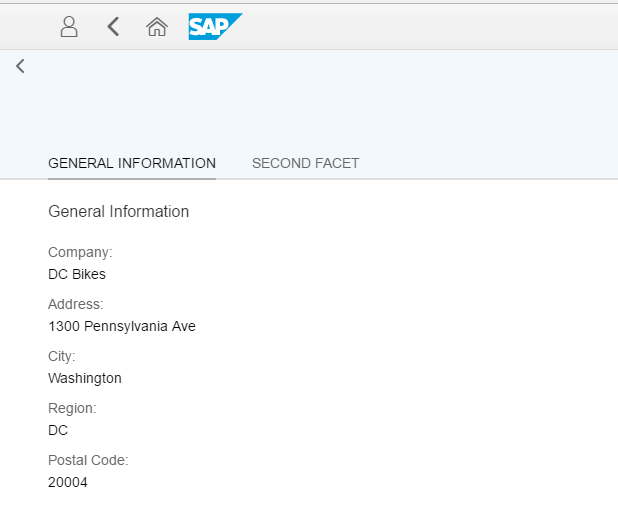 SAP
GENERAL INFORMATION SECOND FACET
General Information
Company:
DC Bikes
Address:
1300 Pennsylvania Ave
City:
Washington
Region:
DC
Postal Code:
20004